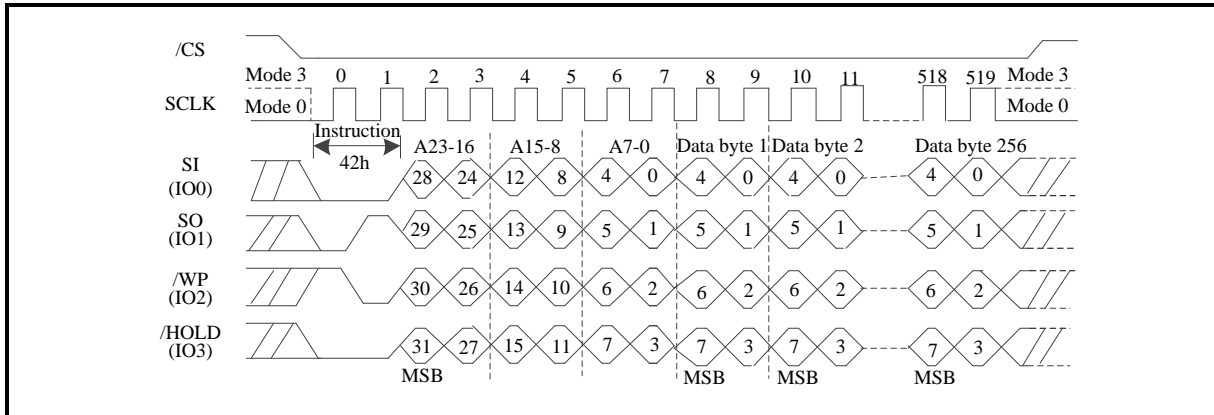 /CS
Mode 3 0 1 2 3 4 5 6 7 8 9 10 11 518 519 Mode 3
SCLK Mode 0 Mode 0
Instruction
42h
A23-16 A15-8 A7-0 Data byte 1 Data byte 2 Data byte 256
SI
(IO0)
28 24 12 8 4 0 4 0 4 0 4 0
SO
(IO1)
29 25 13 9 5 1 5 1 5 1 5 1
/WP
(IO2)
30 26 14 10 6 2 6 2 6 2 6 2
/HOLD
(IO3)
31 27 15 11 7 3 7 3 7 3 7 3
MSB MSB MSB MSB